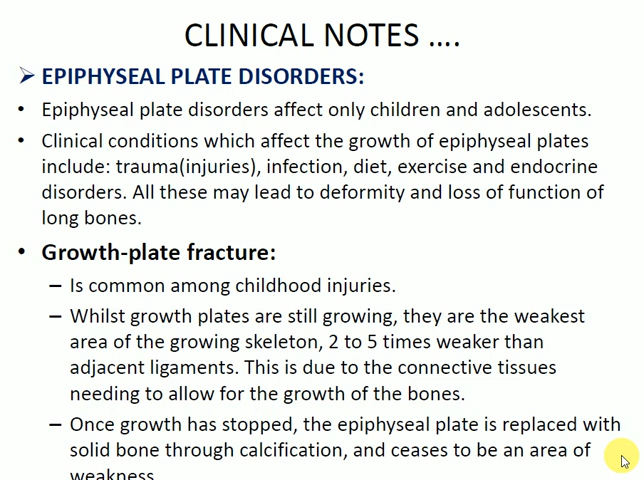 CLINICAL NOTES ....
➢ EPIPHYSEAL PLATE DISORDERS:
• Epiphyseal plate disorders affect only children and adolescents.
• Clinical conditions which affect the growth of epiphyseal plates
include: trauma(injuries), infection, diet, exercise and endocrine
disorders. All these may lead to deformity and loss of function of
long bones.
• Growth-plate fracture:
– Is common among childhood injuries.
– Whilst growth plates are still growing, they are the weakest
area of the growing skeleton, 2 to 5 times weaker than
adjacent ligaments. This is due to the connective tissues
needing to allow for the growth of the bones.
– Once growth has stopped, the epiphyseal plate is replaced with
solid bone through calcification, and ceases to be an area of
weakness